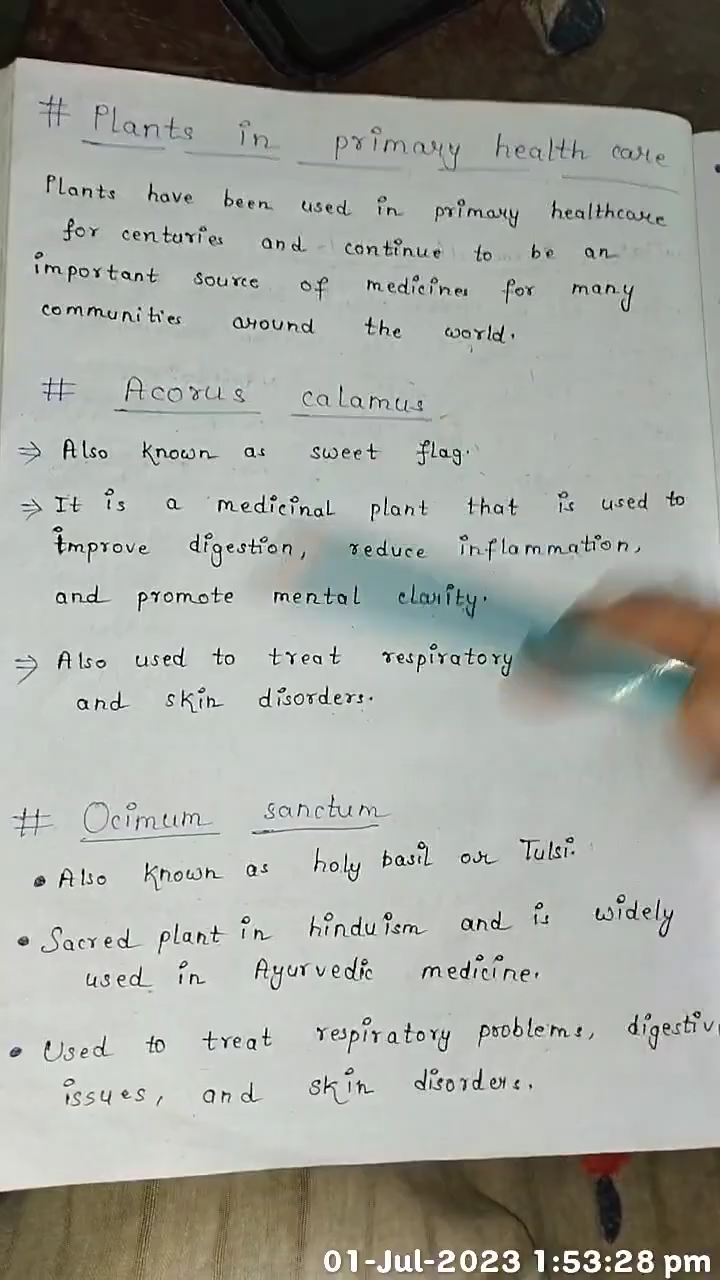 # Plants in primary health care
Plants have been used in primary healthcare
for centuries and continue to be an
important source of medicines for many
communities around the world.
# Acorus calamus
⇒ Also known as sweet flag.
⇒ It is a medicinal plant that is used to
improve digestion, reduce inflammation,
and promote mental clarity.
⇒ Also used to treat respiratory
and skin disorders.
# Ocimum sanctum
• Also known as holy basil or Tulsi.
• Sacred plant in hinduism and is widely
used in Ayurvedic medicine.
• Used to treat respiratory problems, digestiv
issues, and skin disorders.
01-Jul-2023 1:53:28 pm